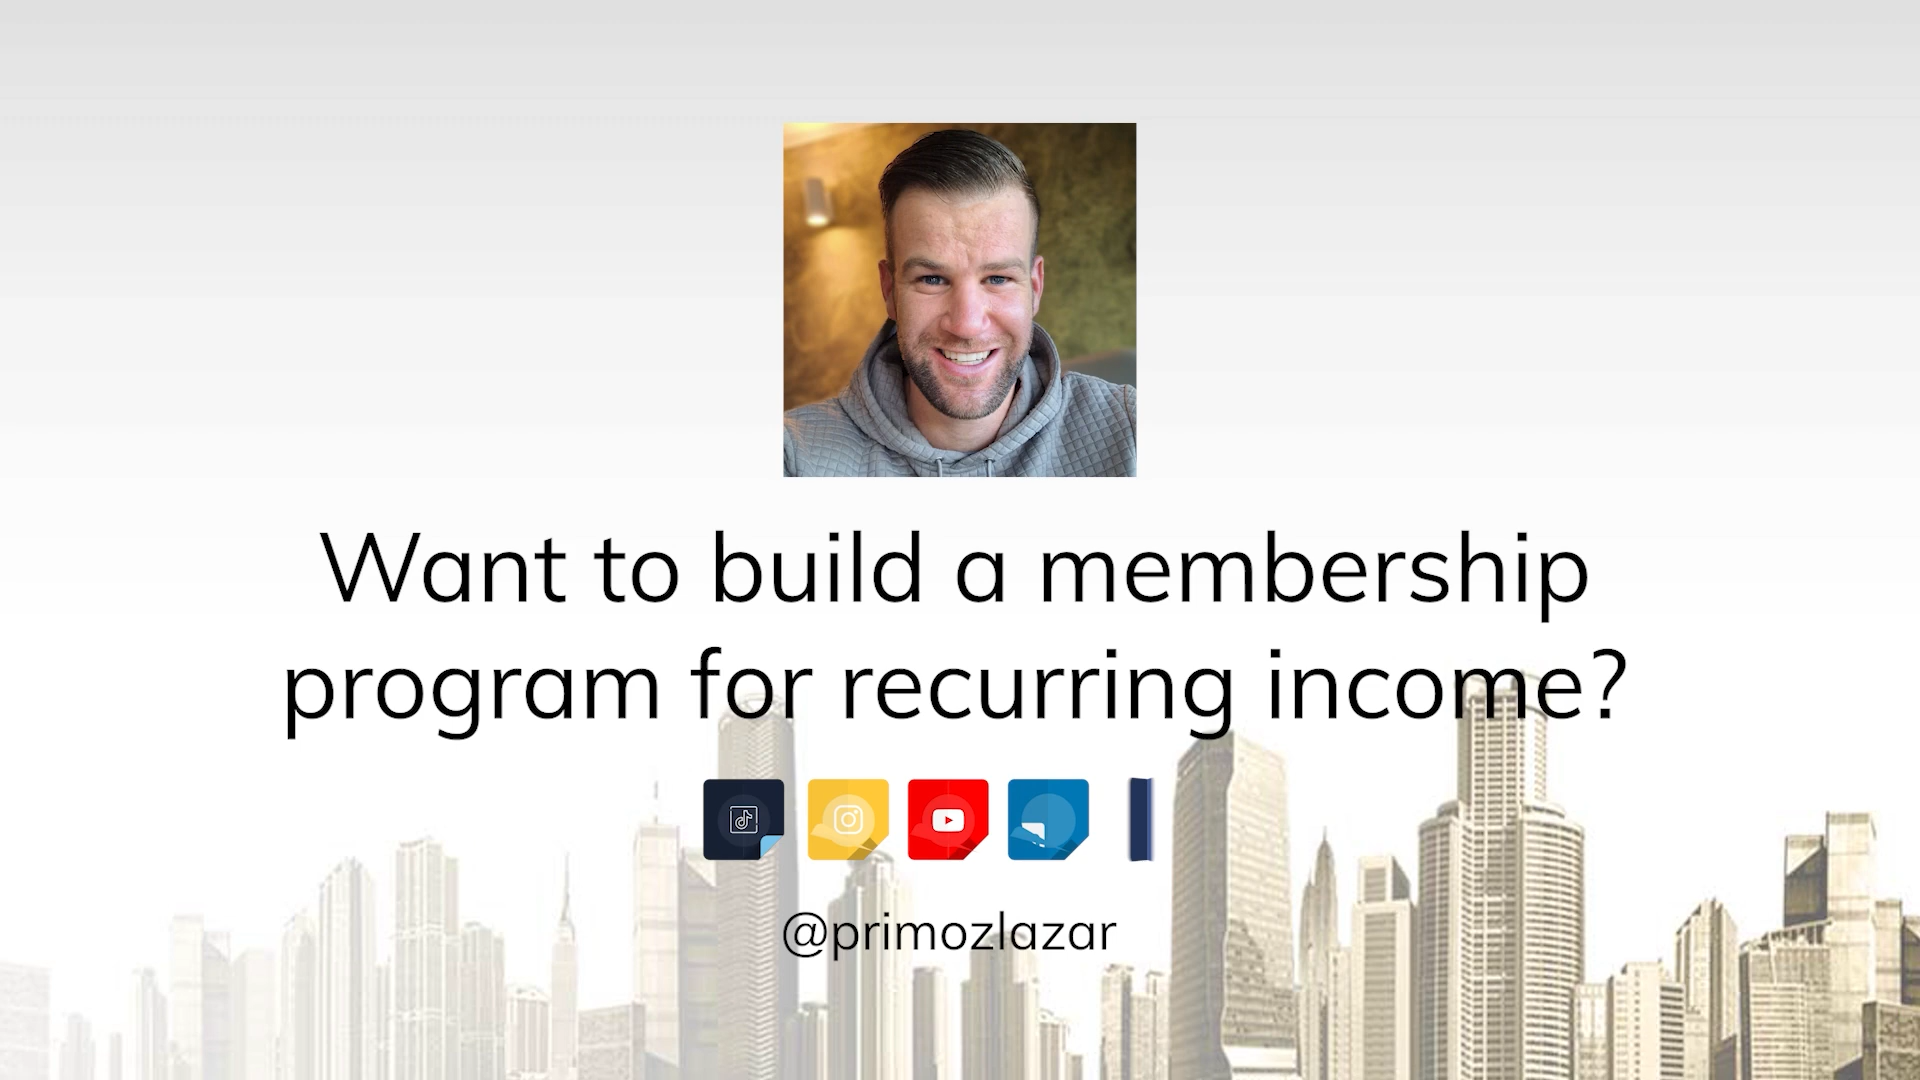 Want to build a membership
program for recurring income?
@primozlazar